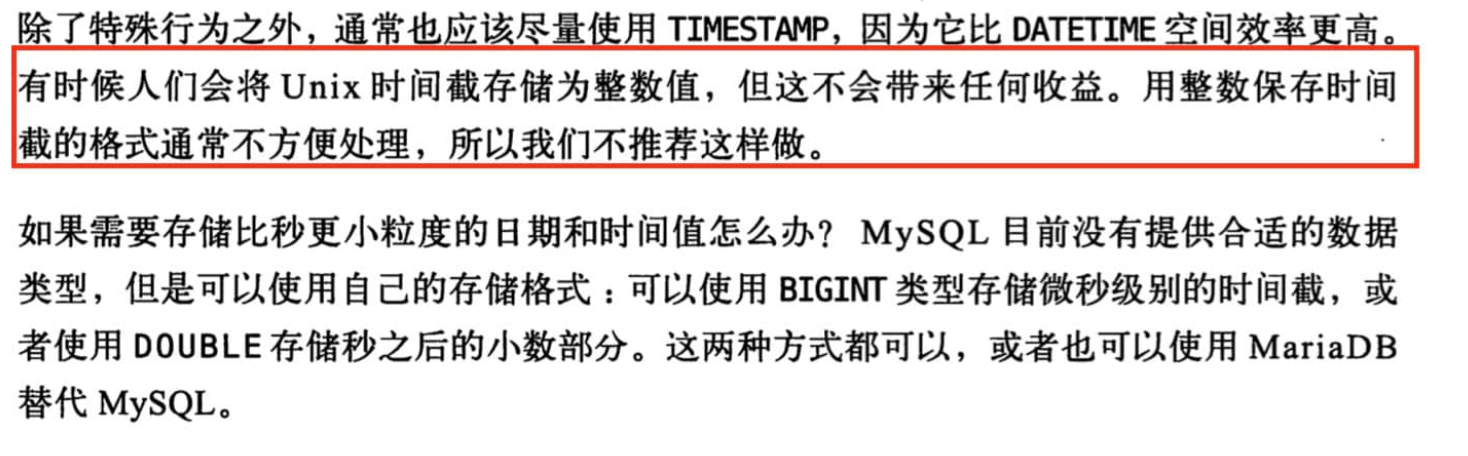 除了特殊行为之外，通常也应该尽量使用 TIMESTAMP，因为它比 DATETIME 空间效率更高。
有时候人们会将 Unix 时间截存储为整数值，但这不会带来任何收益。用整数保存时间
截的格式通常不方便处理，所以我们不推荐这样做。
如果需要存储比秒更小粒度的日期和时间值怎么办？ MySQL 目前没有提供合适的数据
类型，但是可以使用自己的存储格式：可以使用 BIGINT 类型存储微秒级别的时间截，或
者使用 DOUBLE 存储秒之后的小数部分。这两种方式都可以，或者也可以使用 MariaDB
替代 MySQL。